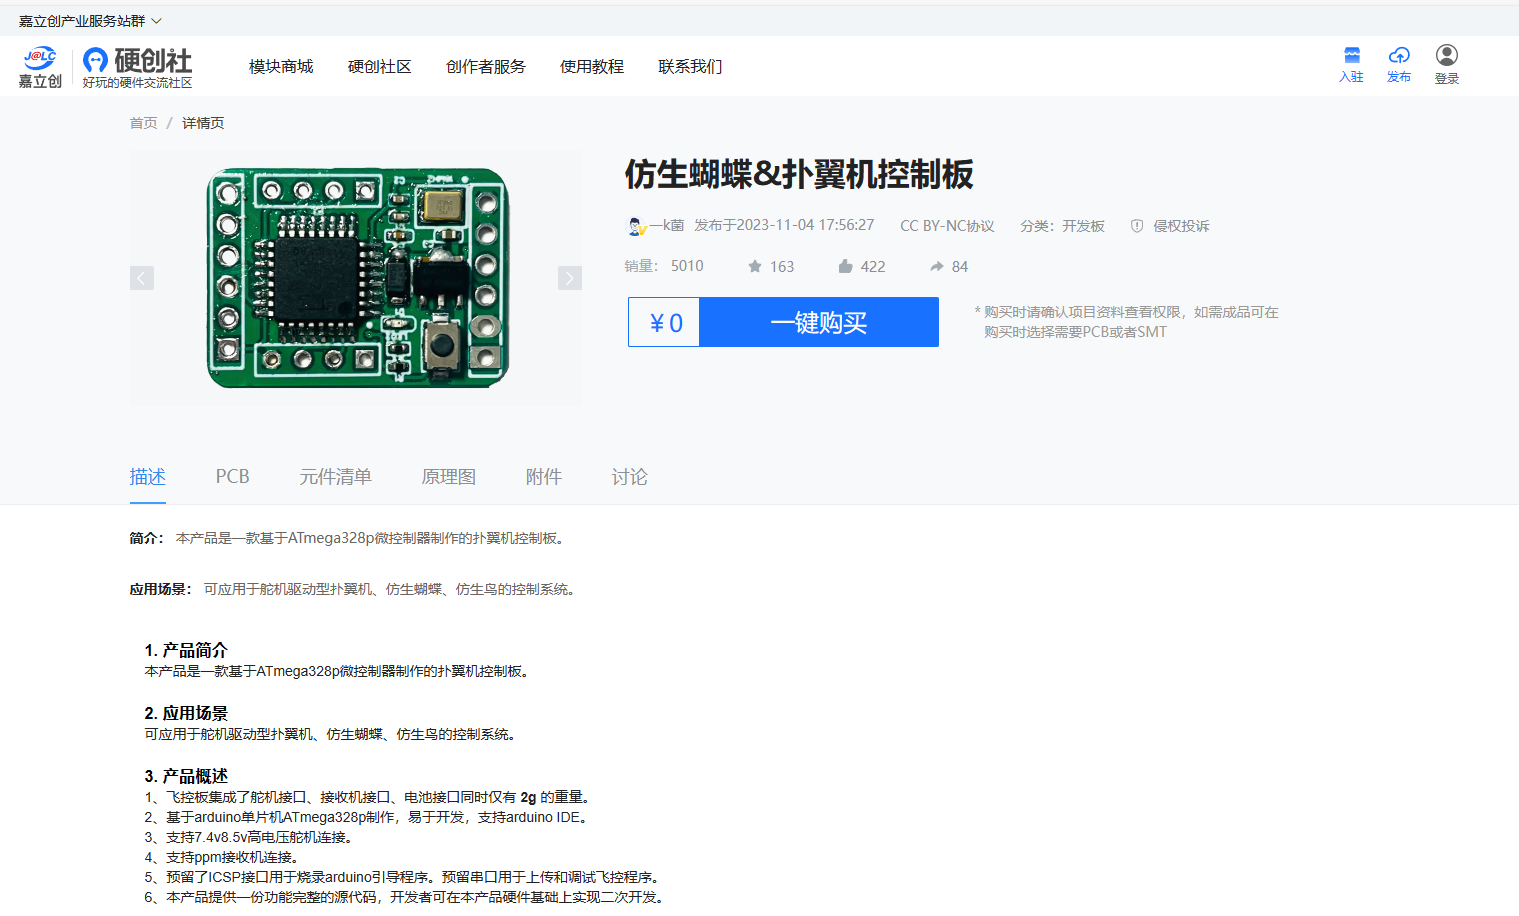 嘉立创产业服务站群
J@LC
嘉立创
硬创社
好玩的硬件交流社区
模块商城
硬创社区
创作者服务
使用教程
联系我们
入驻
发布
登录
首页 / 详情页
仿生蝴蝶&扑翼机控制板
一k菌 发布于2023-11-04 17:56:27 CC BY-NC协议 分类：开发板 侵权投诉
销量： 5010 163 422 84
¥ 0 一键购买
* 购买时请确认项目资料查看权限，如需成品可在
购买时选择需要PCB或者SMT
描述 PCB 元件清单 原理图 附件 讨论
简介： 本产品是一款基于ATmega328p微控制器制作的扑翼机控制板。
应用场景： 可应用于舵机驱动型扑翼机、仿生蝴蝶、仿生鸟的控制系统。
1. 产品简介
本产品是一款基于ATmega328p微控制器制作的扑翼机控制板。
2. 应用场景
可应用于舵机驱动型扑翼机、仿生蝴蝶、仿生鸟的控制系统。
3. 产品概述
1、飞控板集成了舵机接口、接收机接口、电池接口同时仅有 2g 的重量。
2、基于arduino单片机ATmega328p制作，易于开发，支持arduino IDE。
3、支持7.4v8.5v高电压舵机连接。
4、支持ppm接收机连接。
5、预留了ICSP接口用于烧录arduino引导程序。预留串口用于上传和调试飞控程序。
6、本产品提供一份功能完整的源代码，开发者可在本产品硬件基础上实现二次开发。